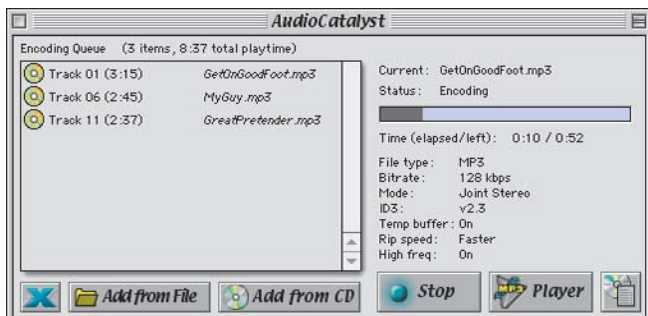 AudioCatalyst
Encoding Queue (3 items, 8:37 total playtime)
Track 01 (3:15) GetOnGoodFoot.mp3
Track 06 (2:45) MyGuy.mp3
Track 11 (2:37) GreatPretender.mp3
Current: GetOnGoodFoot.mp3
Status: Encoding
Time (elapsed/left): 0:10 / 0:52
File type: MP3
Bitrate: 128 kbps
Mode: Joint Stereo
ID3: v2.3
Temp buffer: On
Rip speed: Faster
High freq: On
Add from File
Add from CD
Stop
Player